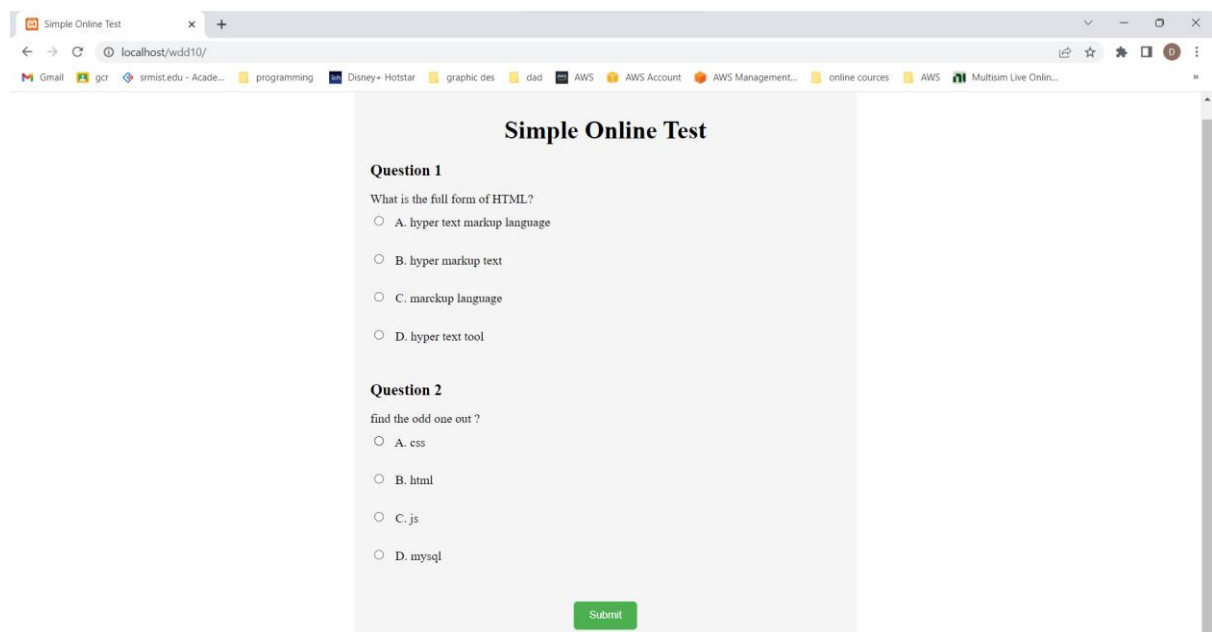 Simple Online Test
localhost/wdd10/
Gmail gcr srmist.edu - Acade... programming Disney+ Hotstar graphic des dad AWS AWS Account AWS Management... online cources AWS Multisim Live Onlin... »
Simple Online Test
Question 1
What is the full form of HTML?
A. hyper text markup language
B. hyper markup text
C. marckup language
D. hyper text tool
Question 2
find the odd one out ?
A. css
B. html
C. js
D. mysql
Submit